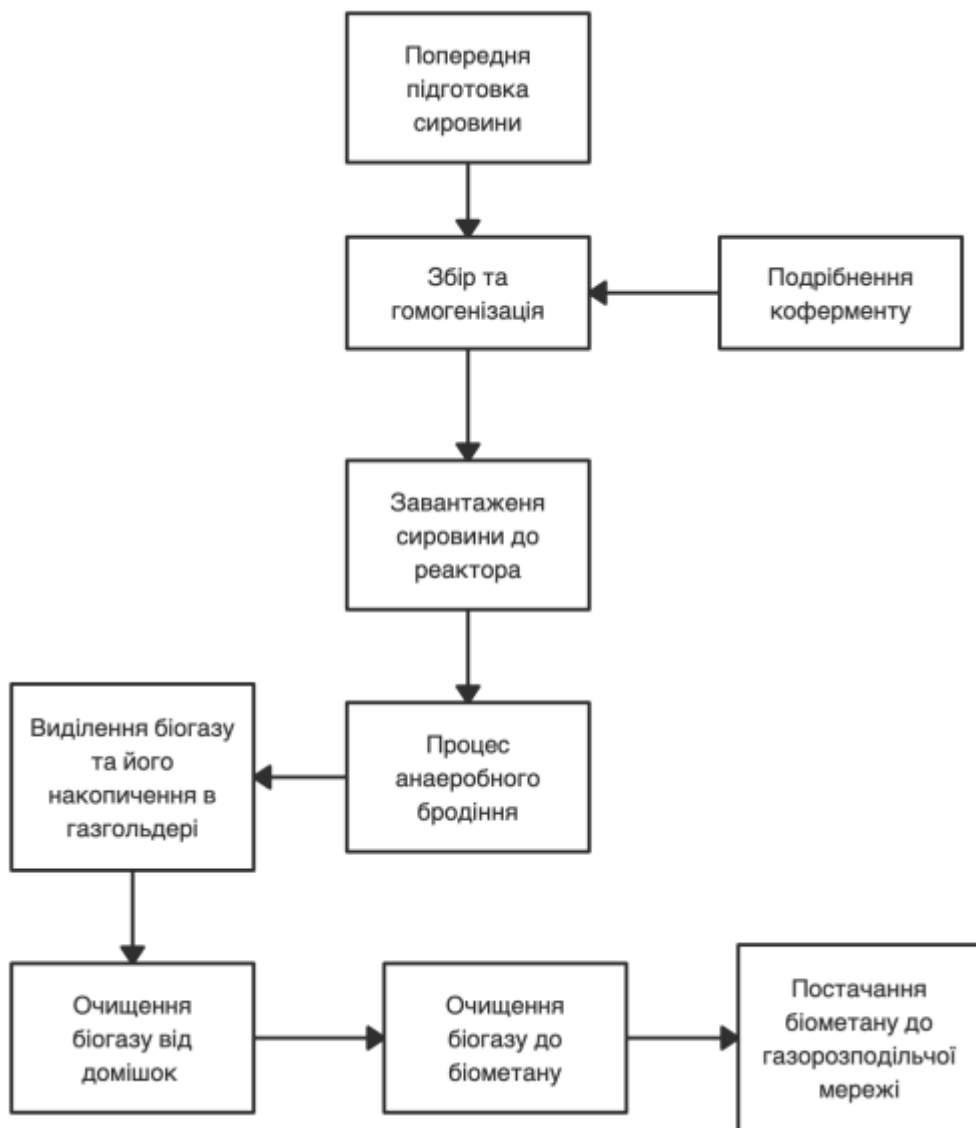 Попередня
підготовка
сировини
Збір та
гомогенізація
Подрібнення
коферменту
Завантаженя
сировини до
реактора
Процес
анаеробного
бродіння
Виділення біогазу
та його
накопичення в
газгольдері
Очищення
біогазу від
домішок
Очищення
біогазу до
біометану
Постачання
біометану до
газорозподільчої
мережі